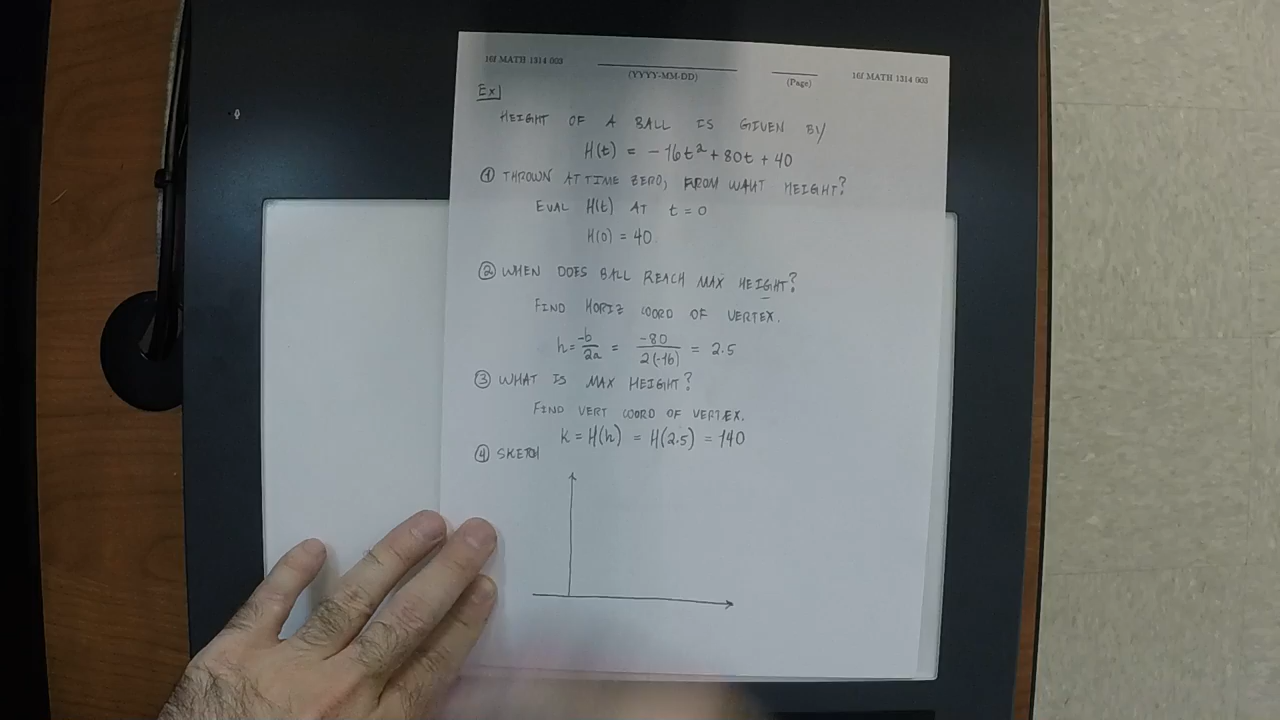 16f MATH 1314 003 (YYYY-MM-DD) (Page) 16f MATH 1314 003
Ex1
HEIGHT OF A BALL IS GIVEN BY
H(t) = -16t² + 80t + 40
① THROWN AT TIME ZERO, FROM WAHT HEIGHT?
EVAL H(t) AT t = 0
H(0) = 40
② WHEN DOES BALL REACH MAX HEIGHT?
FIND HORIZ COORD OF VERTEX.
h = -b/2a = -80/2(-16) = 2.5
③ WHAT IS MAX HEIGHT?
FIND VERT COORD OF VERTEX.
K = H(h) = H(2.5) = 140
④ SKETCH